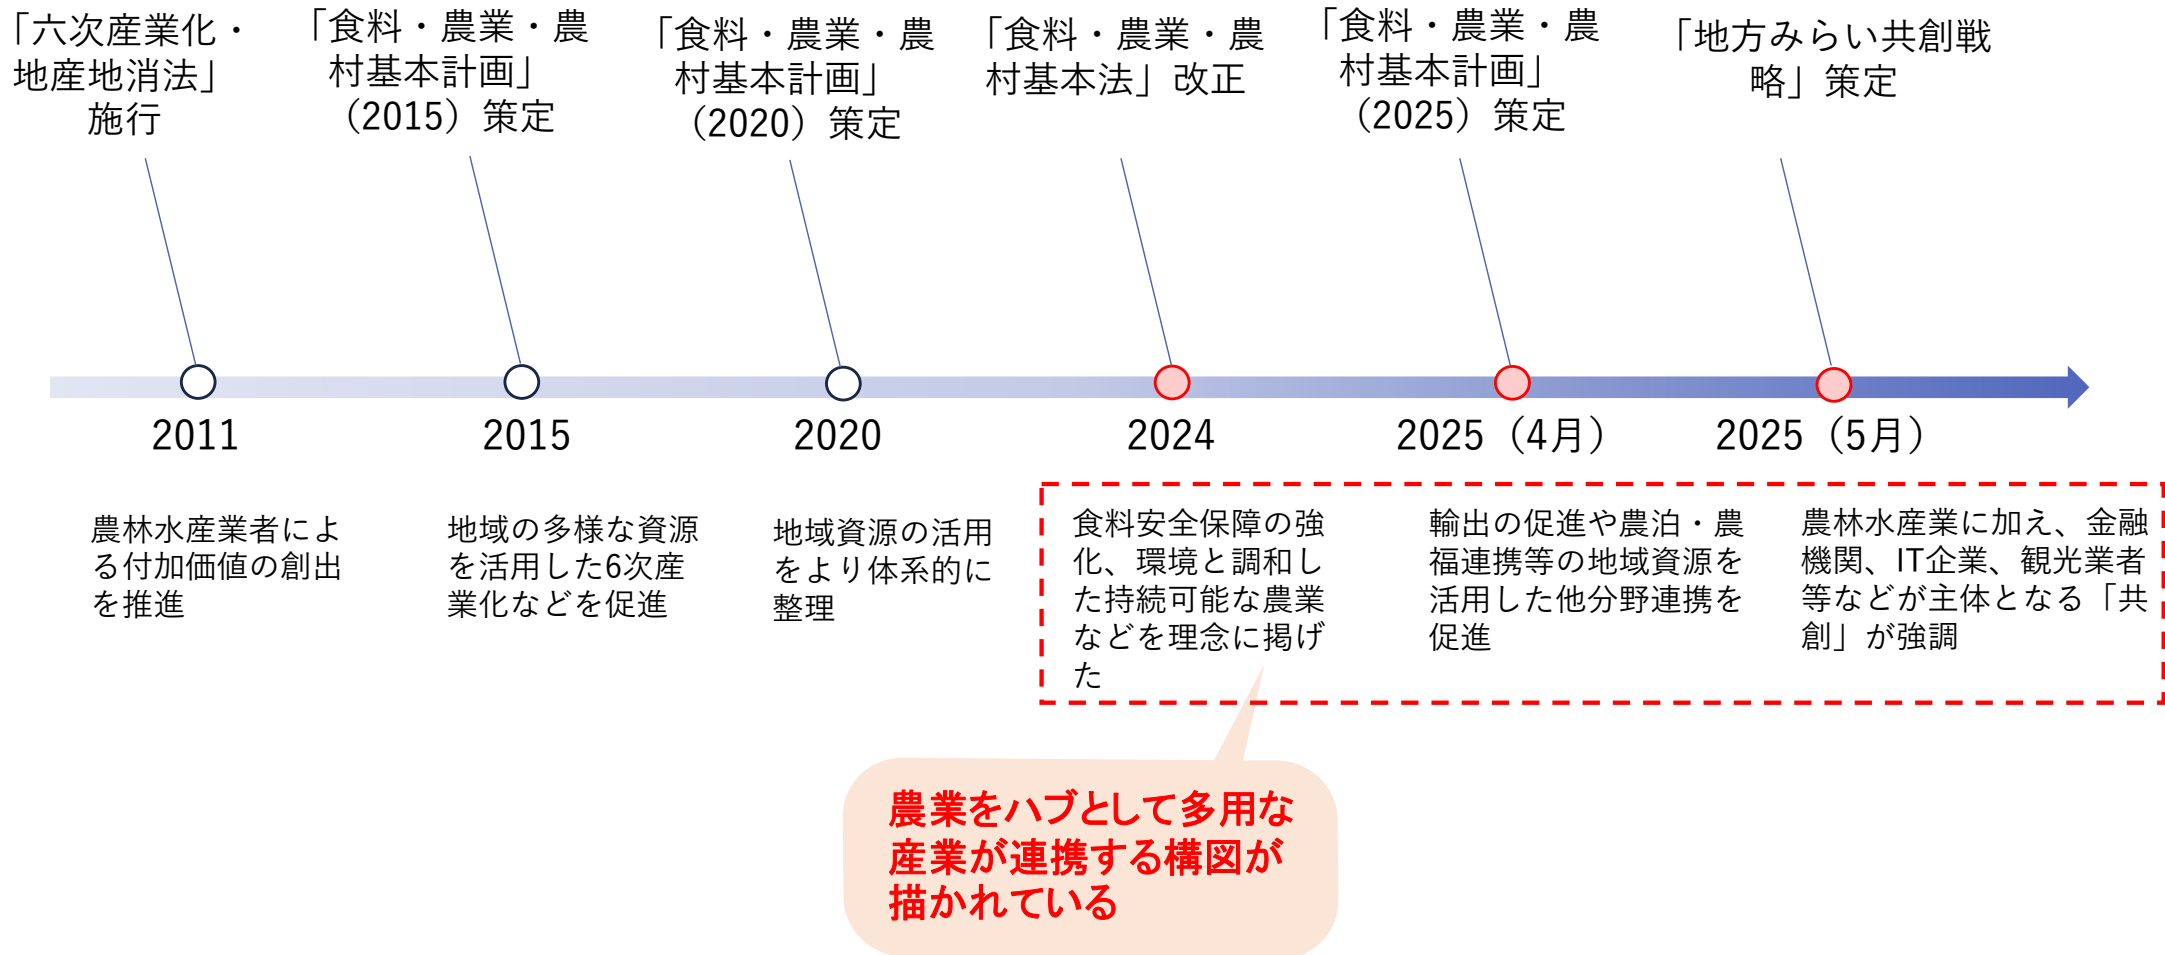 「六次産業化・
地産地消法」
施行
「食料・農業・農
村基本計画」
（2015）策定
「食料・農業・農
村基本計画」
（2020）策定
「食料・農業・農
村基本法」改正
「食料・農業・農
村基本計画」
（2025）策定
「地方みらい共創戦
略」策定
2011
2015
2020
2024
2025（4月）
2025（5月）
農林水産業者によ
る付加価値の創出
を推進
地域の多様な資源
を活用した6次産
業化などを促進
地域資源の活用
をより体系的に
整理
食料安全保障の強
化、環境と調和し
た持続可能な農業
などを理念に掲げ
た
輸出の促進や農泊・農
福連携等の地域資源を
活用した他分野連携を
促進
農林水産業に加え、金融
機関、IT企業、観光業者
等などが主体となる「共
創」が強調
農業をハブとして多用な
産業が連携する構図が
描かれている